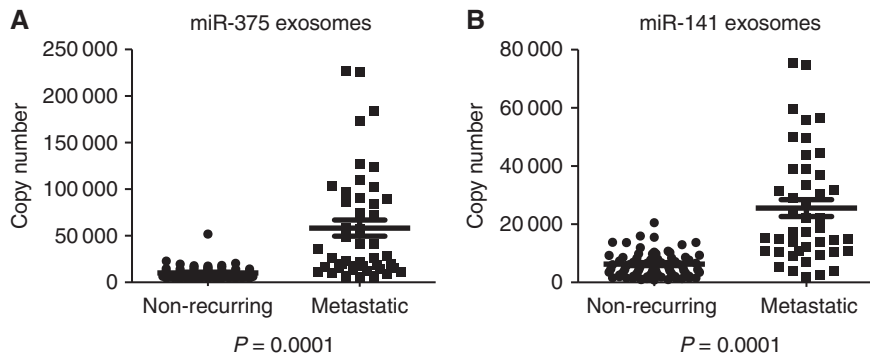 A
miR-375 exosomes
Copy number
250 000
200 000
150 000
100 000
50 000
0
Non-recurring
Metastatic
P = 0.0001
B
miR-141 exosomes
Copy number
80 000
60 000
40 000
20 000
0
Non-recurring
Metastatic
P = 0.0001